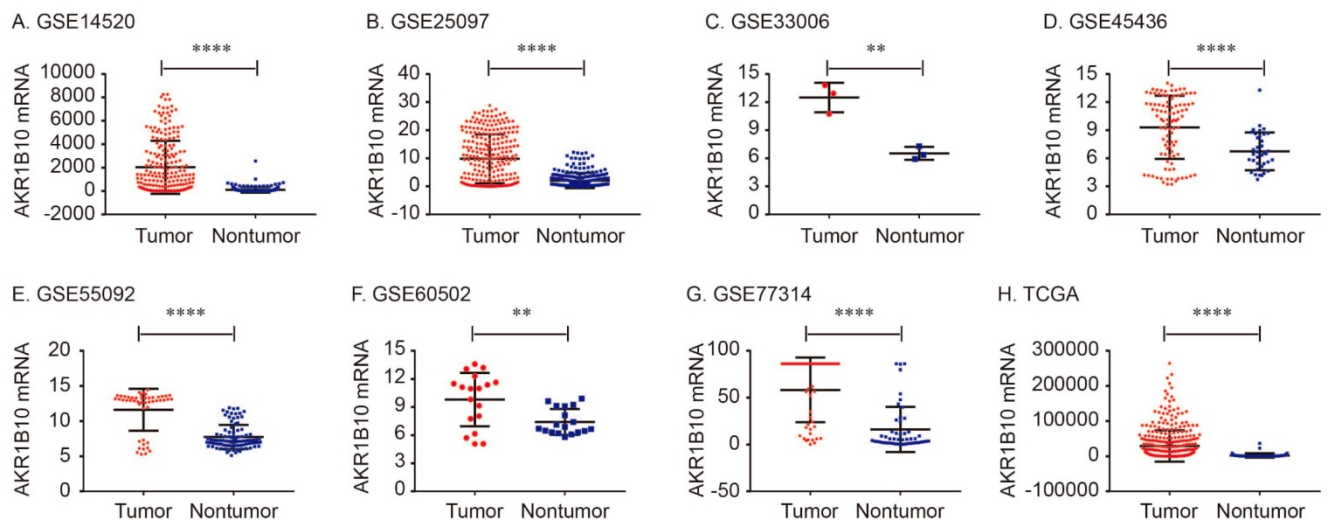 A. GSE14520
B. GSE25097
C. GSE33006
D. GSE45436
****
****
**
****
AKR1B10 mRNA
10000
8000
6000
4000
2000
0
-2000
Tumor Nontumor
AKR1B10 mRNA
40
30
20
10
0
-10
Tumor Nontumor
AKR1B10 mRNA
15
12
9
6
3
0
Tumor Nontumor
AKR1B10 mRNA
15
12
9
6
3
0
Tumor Nontumor
E. GSE55092
F. GSE60502
G. GSE77314
H. TCGA
****
**
****
****
AKR1B10 mRNA
20
15
10
5
0
Tumor Nontumor
AKR1B10 mRNA
15
12
9
6
3
0
Tumor Nontumor
AKR1B10 mRNA
100
50
0
-50
Tumor Nontumor
AKR1B10 mRNA
300000
200000
100000
0
-100000
Tumor Nontumor